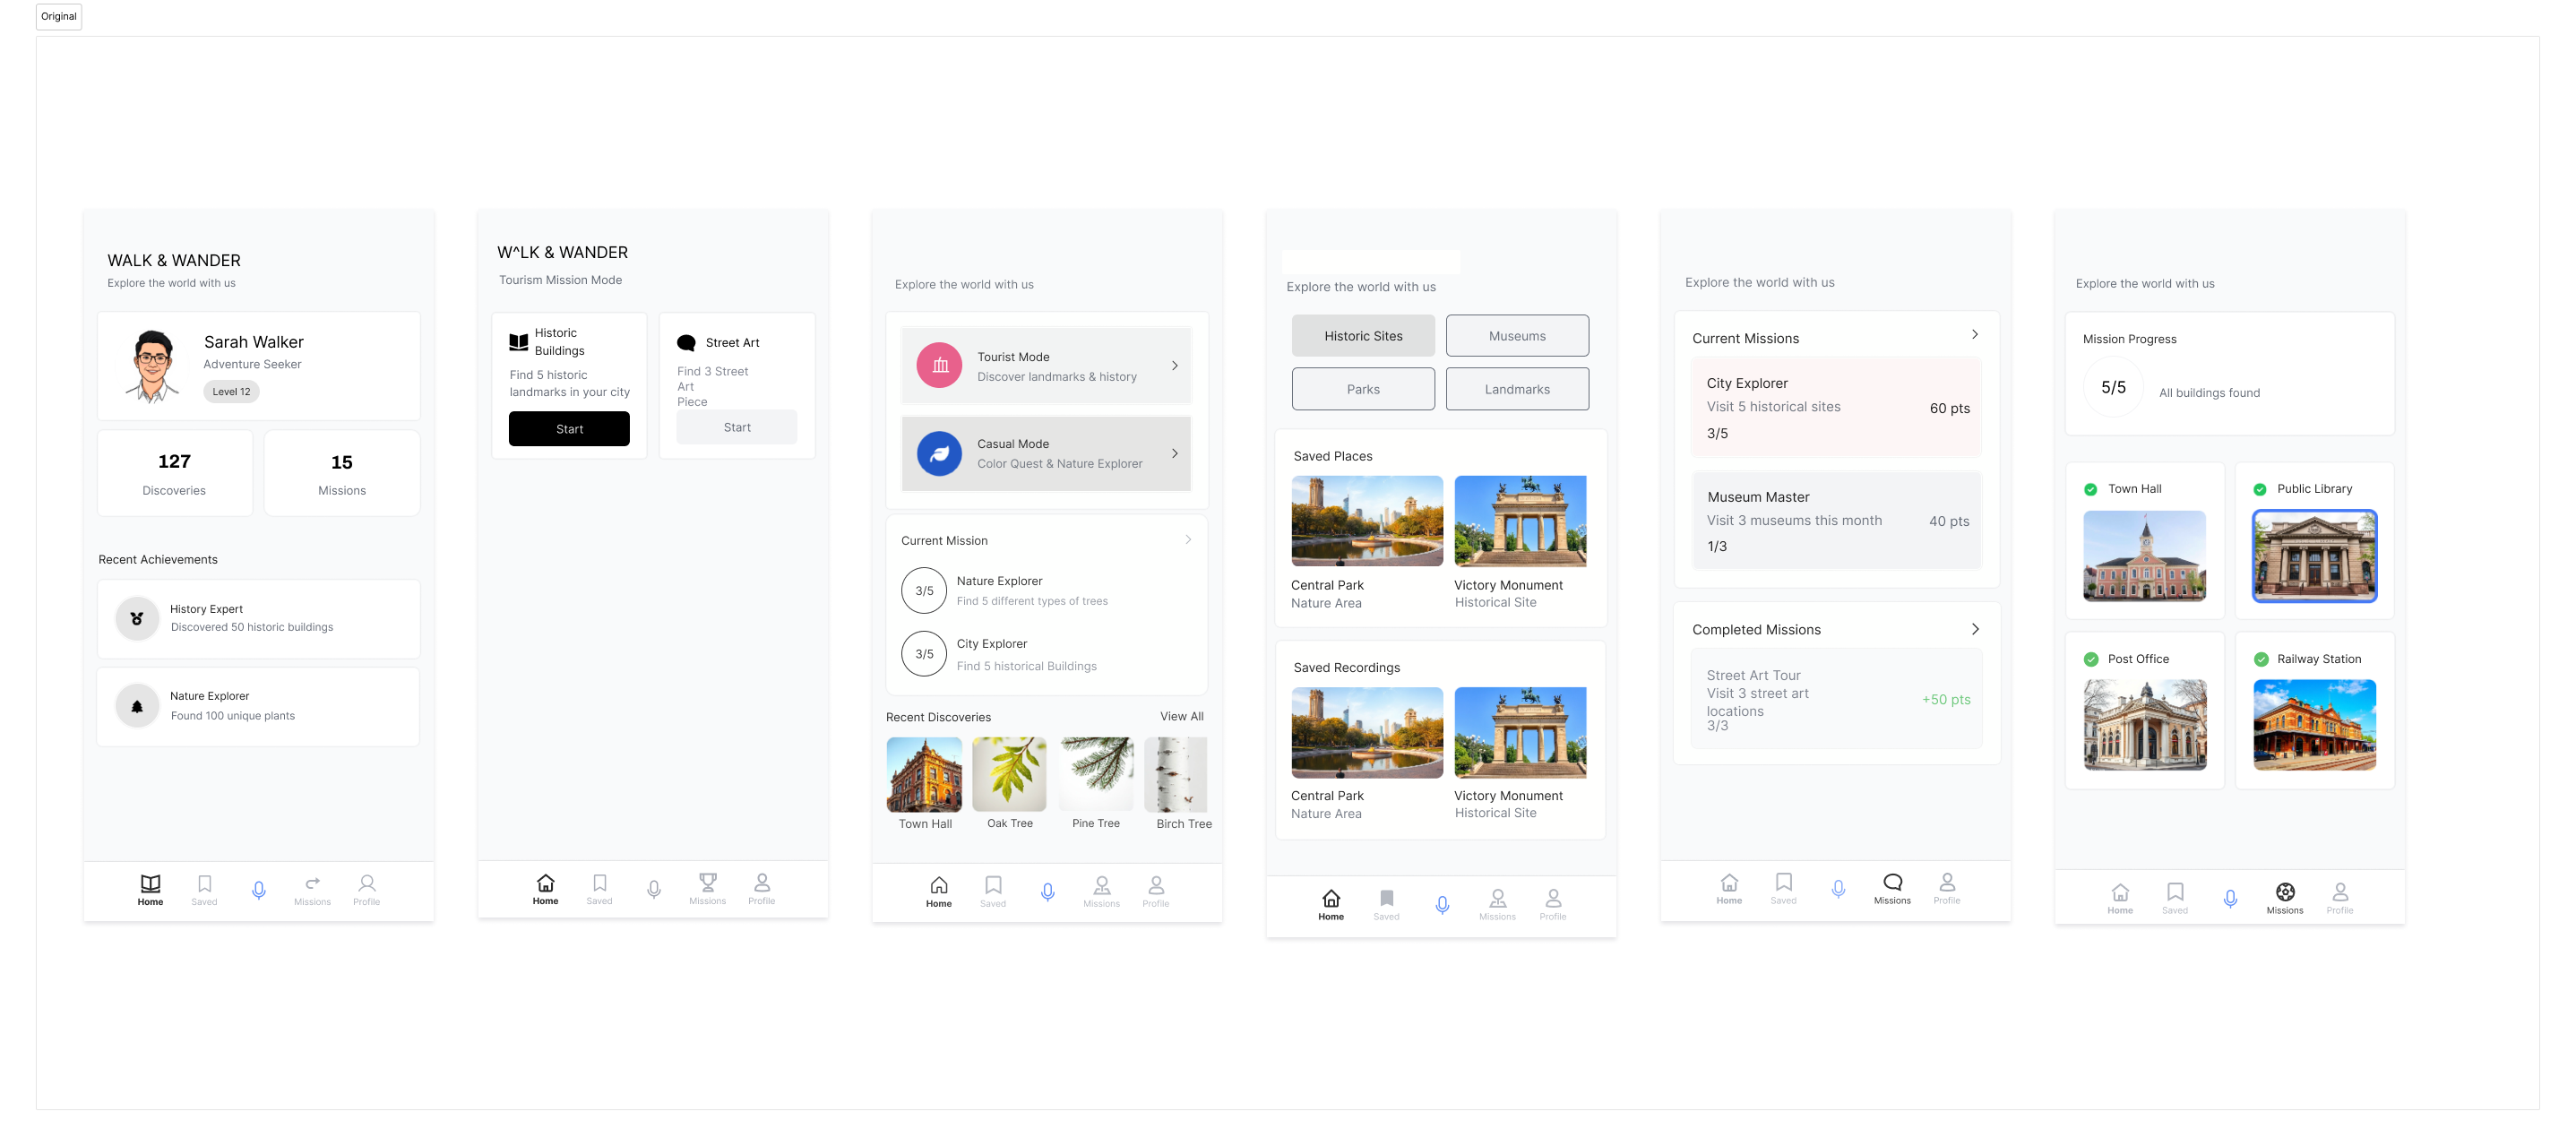 Original
WALK & WANDER
Explore the world with us
Sarah Walker
Adventure Seeker
Level 12
127
Discoveries
15
Missions
Recent Achievements
History Expert
Discovered 50 historic buildings
Nature Explorer
Found 100 unique plants
Home
Saved
Missions
Profile
W^LK & WANDER
Tourism Mission Mode
Historic
Buildings
Find 5 historic
landmarks in your city
Start
Street Art
Find 3 Street
Art
Piece
Start
Home
Saved
Missions
Profile
Explore the world with us
Tourist Mode
Discover landmarks & history
Casual Mode
Color Quest & Nature Explorer
Current Mission
3/5
Nature Explorer
Find 5 different types of trees
3/5
City Explorer
Find 5 historical Buildings
Recent Discoveries
View All
Town Hall
Oak Tree
Pine Tree
Birch Tree
Home
Saved
Missions
Profile
Explore the world with us
Historic Sites
Museums
Parks
Landmarks
Saved Places
Central Park
Nature Area
Victory Monument
Historical Site
Saved Recordings
Central Park
Nature Area
Victory Monument
Historical Site
Home
Saved
Missions
Profile
Explore the world with us
Current Missions
City Explorer
Visit 5 historical sites
60 pts
3/5
Museum Master
Visit 3 museums this month
40 pts
1/3
Completed Missions
Street Art Tour
Visit 3 street art
locations
3/3
+50 pts
Home
Saved
Missions
Profile
Explore the world with us
Mission Progress
5/5
All buildings found
Town Hall
Public Library
Post Office
Railway Station
Home
Saved
Missions
Profile